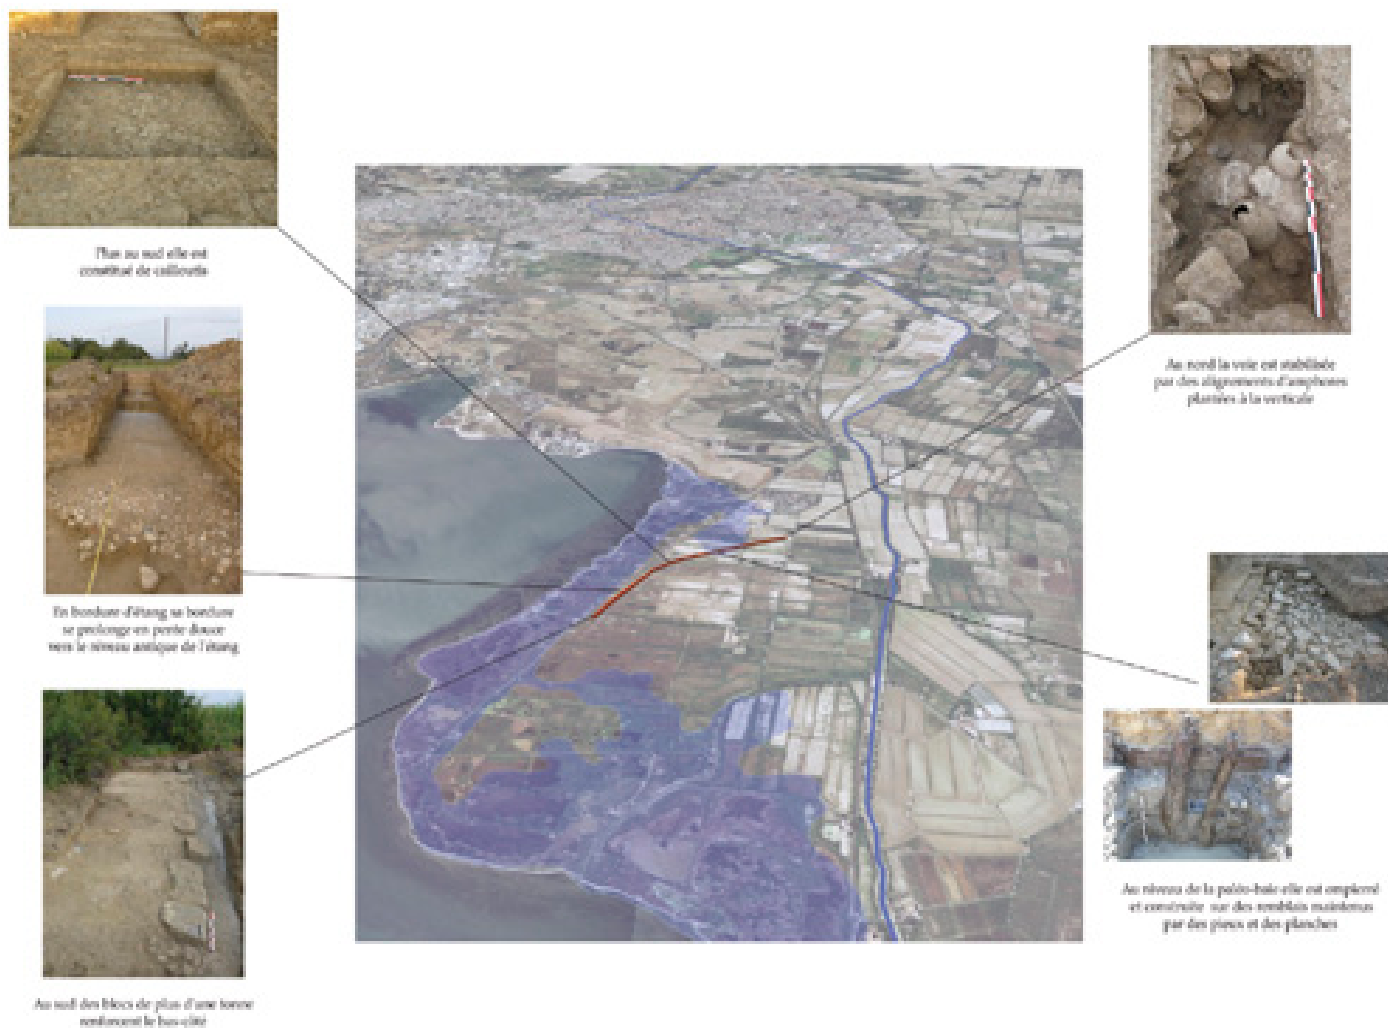 Plus au sud elle est
constitué de cailloutis
Au nord la voie est stabilisée
par des alignements d'amphores
plantées à la verticale
En bordure d'étang sa bordure
se prolonge en pente douce
vers le niveau antique de l'étang
Au niveau de la paléo-baie elle est empierré
et construite sur des remblais maintenus
par des pieux et des planches
Au sud des blocs de plus d'une tonne
renforcent le bas-côté